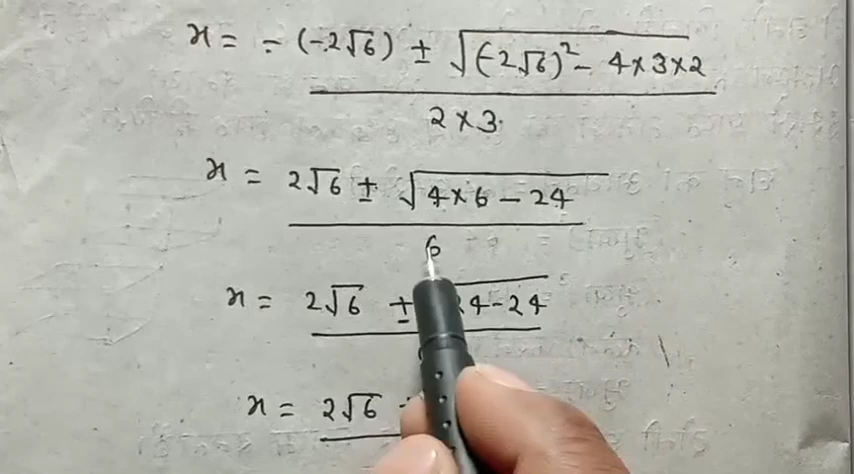 x = - (-2√6) ± √(-2√6)² - 4×3×2
2×3
x = 2√6 ± √4×6 - 24
6
x = 2√6 ± 24-24
x = 2√6